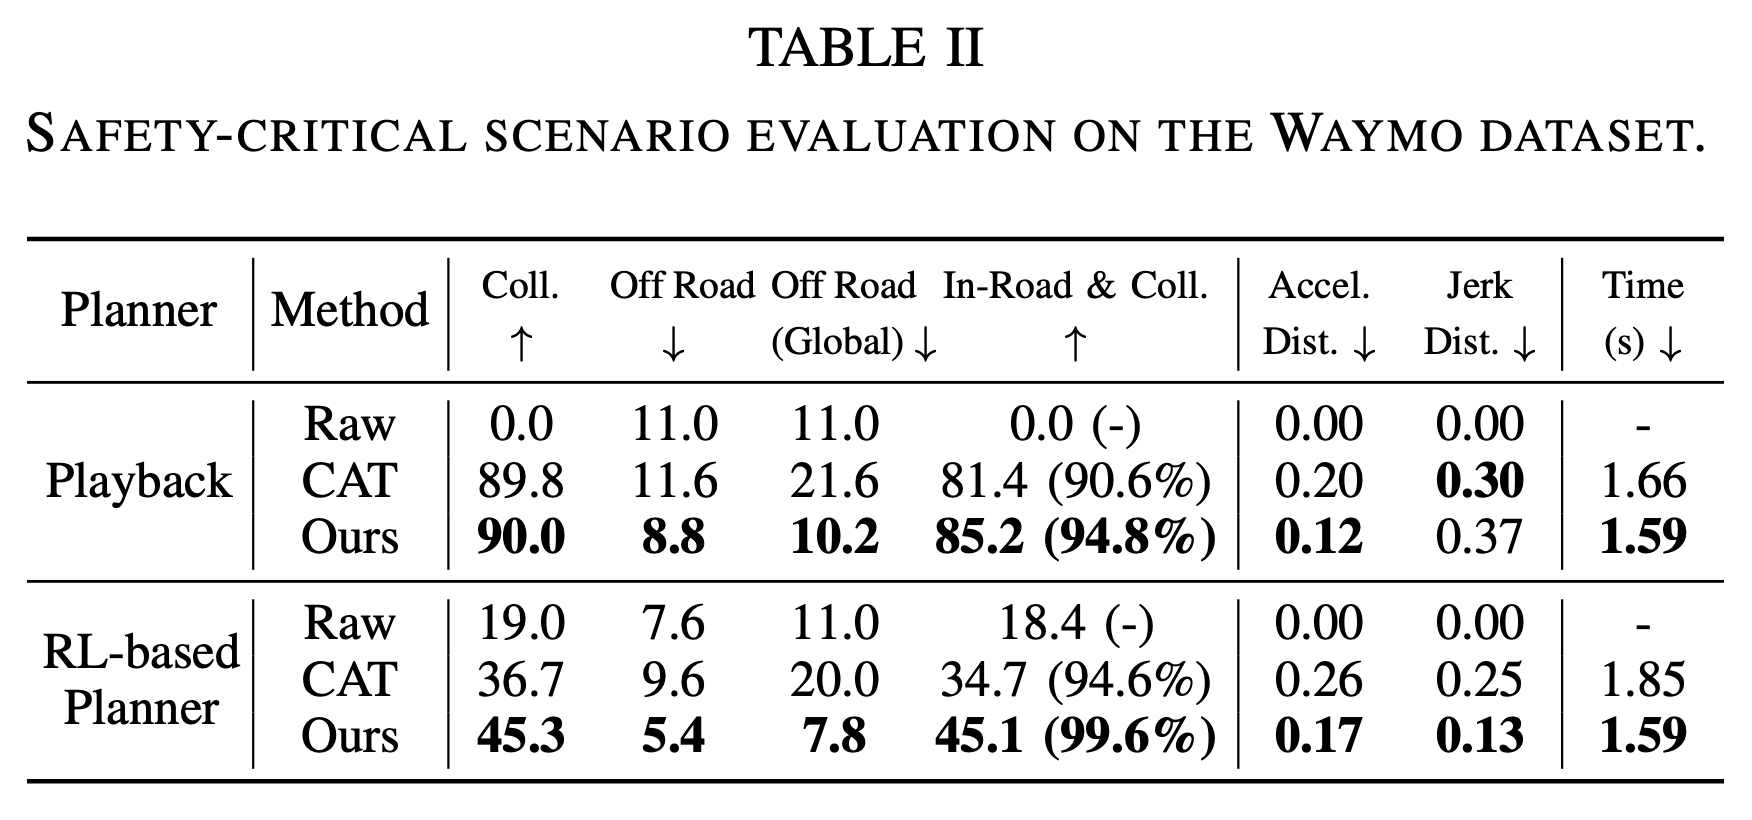 TABLE II
SAFETY-CRITICAL SCENARIO EVALUATION ON THE WAYMO DATASET.
Planner Method Coll. ↑ Off Road ↓ Off Road (Global) ↓ In-Road & Coll. ↑ Accel. Dist. ↓ Jerk Dist. ↓ Time (s) ↓
Playback
Raw 0.0 11.0 11.0 0.0 (-) 0.00 0.00 -
CAT 89.8 11.6 21.6 81.4 (90.6%) 0.20 0.30 1.66
Ours 90.0 8.8 10.2 85.2 (94.8%) 0.12 0.37 1.59
RL-based
Planner
Raw 19.0 7.6 11.0 18.4 (-) 0.00 0.00 -
CAT 36.7 9.6 20.0 34.7 (94.6%) 0.26 0.25 1.85
Ours 45.3 5.4 7.8 45.1 (99.6%) 0.17 0.13 1.59